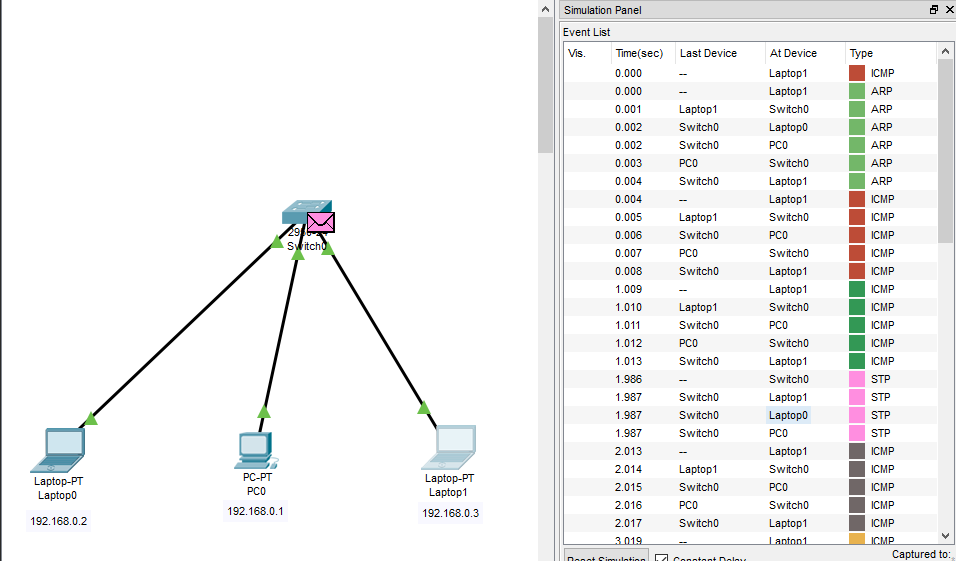 2950-24
Switch0
Laptop-PT
Laptop0
192.168.0.2
PC-PT
PC0
192.168.0.1
Laptop-PT
Laptop1
192.168.0.3
Simulation Panel
Event List
Vis. Time(sec) Last Device At Device Type
0.000 -- Laptop1 ICMP
0.000 -- Laptop1 ARP
0.001 Laptop1 Switch0 ARP
0.002 Switch0 Laptop0 ARP
0.002 Switch0 PC0 ARP
0.003 PC0 Switch0 ARP
0.004 Switch0 Laptop1 ARP
0.004 -- Laptop1 ICMP
0.005 Laptop1 Switch0 ICMP
0.006 Switch0 PC0 ICMP
0.007 PC0 Switch0 ICMP
0.008 Switch0 Laptop1 ICMP
1.009 -- Laptop1 ICMP
1.010 Laptop1 Switch0 ICMP
1.011 Switch0 PC0 ICMP
1.012 PC0 Switch0 ICMP
1.013 Switch0 Laptop1 ICMP
1.986 -- Switch0 STP
1.987 Switch0 Laptop1 STP
1.987 Switch0 Laptop0 STP
1.987 Switch0 PC0 STP
2.013 -- Laptop1 ICMP
2.014 Laptop1 Switch0 ICMP
2.015 Switch0 PC0 ICMP
2.016 PC0 Switch0 ICMP
2.017 Switch0 Laptop1 ICMP
3.019 -- Laptop1 ICMP
Reset Simulation Constant Delay Captured to: